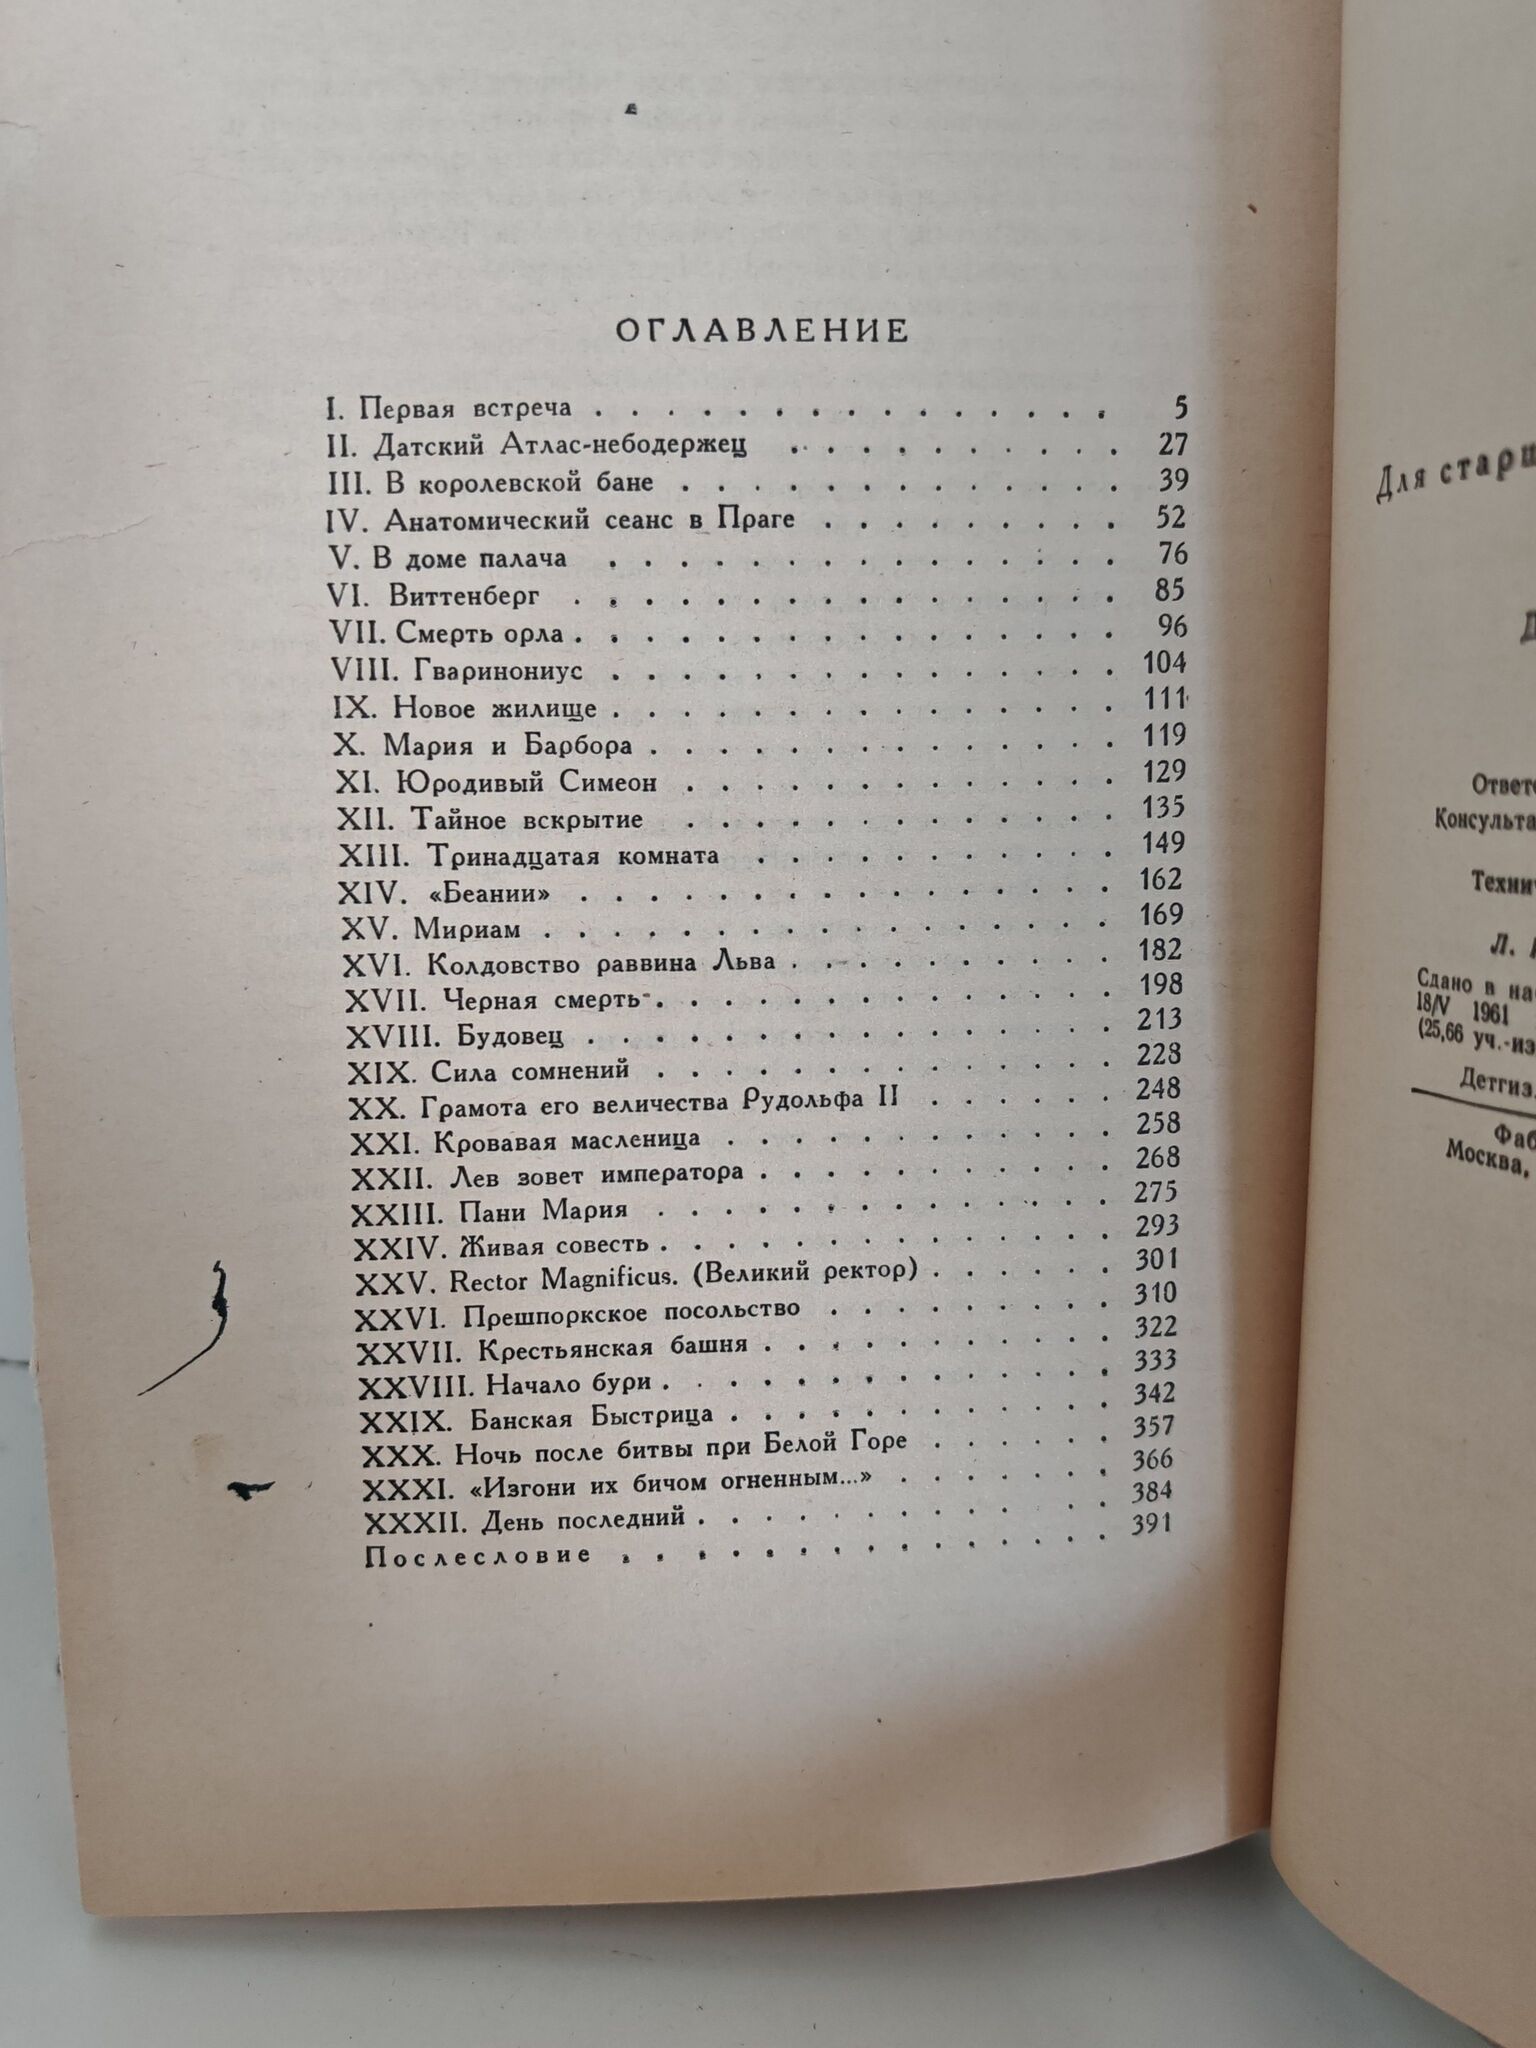 ОГЛАВЛЕНИЕ
I. Первая встреча . . . . . . . . . . . . . . . 5
II. Датский Атлас-небодержец . . . . . . . . . . 27
III. В королевской бане . . . . . . . . . . . . . 39
IV. Анатомический сеанс в Праге . . . . . . . . . 52
V. В доме палача . . . . . . . . . . . . . . . 76
VI. Виттенберг . . . . . . . . . . . . . . . . 85
VII. Смерть орла . . . . . . . . . . . . . . . . 96
VIII. Гваринониус . . . . . . . . . . . . . . . 104
IX. Новое жилище . . . . . . . . . . . . . . . 111
X. Мария и Барбора . . . . . . . . . . . . . . 119
XI. Юродивый Симеон . . . . . . . . . . . . . 129
XII. Тайное вскрытие . . . . . . . . . . . . . 135
XIII. Тринадцатая комната . . . . . . . . . . . 149
XIV. «Беании» . . . . . . . . . . . . . . . . 162
XV. Мириам . . . . . . . . . . . . . . . . . 169
XVI. Колдовство раввина Льва . . . . . . . . . . 182
XVII. Черная смерть . . . . . . . . . . . . . . 198
XVIII. Будовец . . . . . . . . . . . . . . . . 213
XIX. Сила сомнений . . . . . . . . . . . . . . 228
XX. Грамота его величества Рудольфа II . . . . . . 248
XXI. Кровавая масленица . . . . . . . . . . . . 258
XXII. Лев зовет императора . . . . . . . . . . . 268
XXIII. Пани Мария . . . . . . . . . . . . . . 275
XXIV. Живая совесть . . . . . . . . . . . . . . 293
XXV. Rector Magnificus. (Великий ректор) . . . . . . 301
XXVI. Прешпоркское посольство . . . . . . . . . 310
XXVII. Крестьянская башня . . . . . . . . . . . 322
XXVIII. Начало бури . . . . . . . . . . . . . . 333
XXIX. Банская Быстрица . . . . . . . . . . . . 342
XXX. Ночь после битвы при Белой Горе . . . . . . 357
XXXI. «Изгони их бичом огненным...» . . . . . . . 366
XXXII. День последний . . . . . . . . . . . . . 384
Послесловие . . . . . . . . . . . . . . . 391
Для
Консульта
Л.
Сдано в
18/V 1961
(25,66 уч.-из
Детгиз.
Москва,